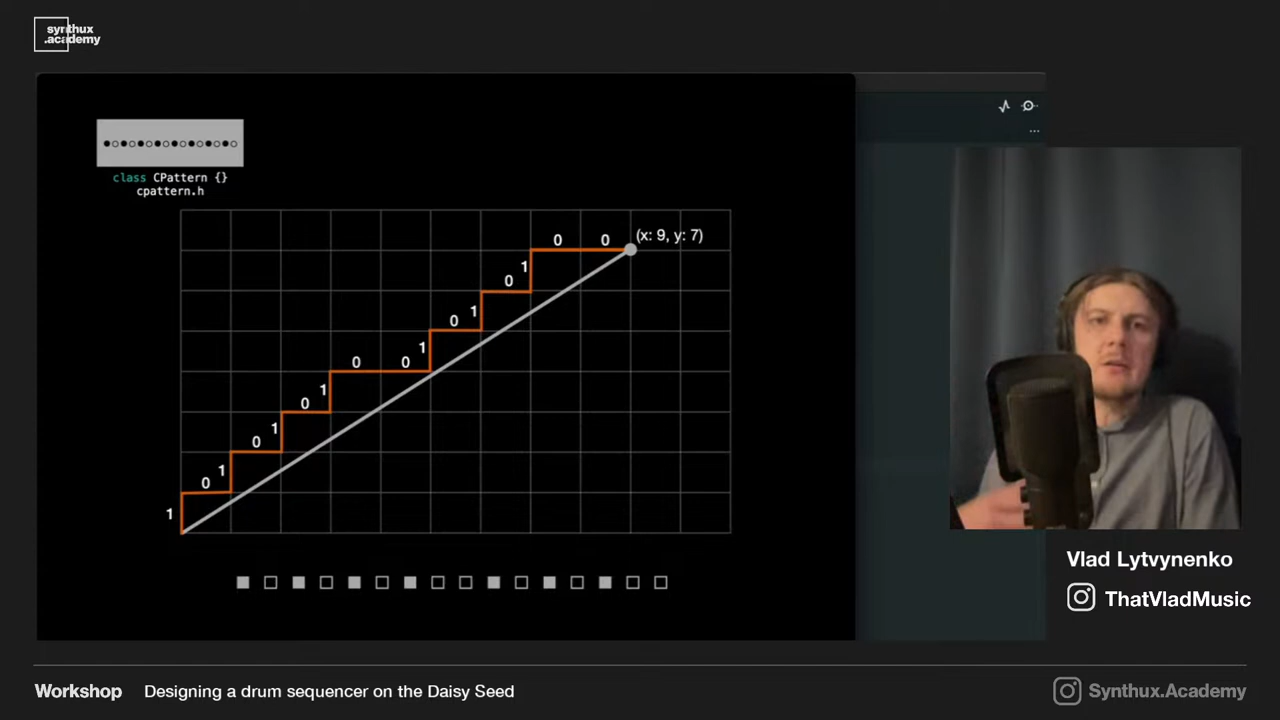 synthux
.academy
class CPattern {}
cpattern.h
(x: 9, y: 7)
0 0
1
0
1
0
1
0 0
1
0
1
0
1
0
1
0
1
Vlad Lytvynenko
ThatVladMusic
Workshop Designing a drum sequencer on the Daisy Seed
Synthux.Academy